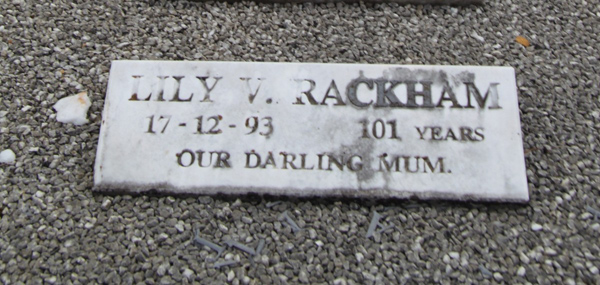 LILY V. RACKHAM
17-12-93 101 YEARS
OUR DARLING MUM.